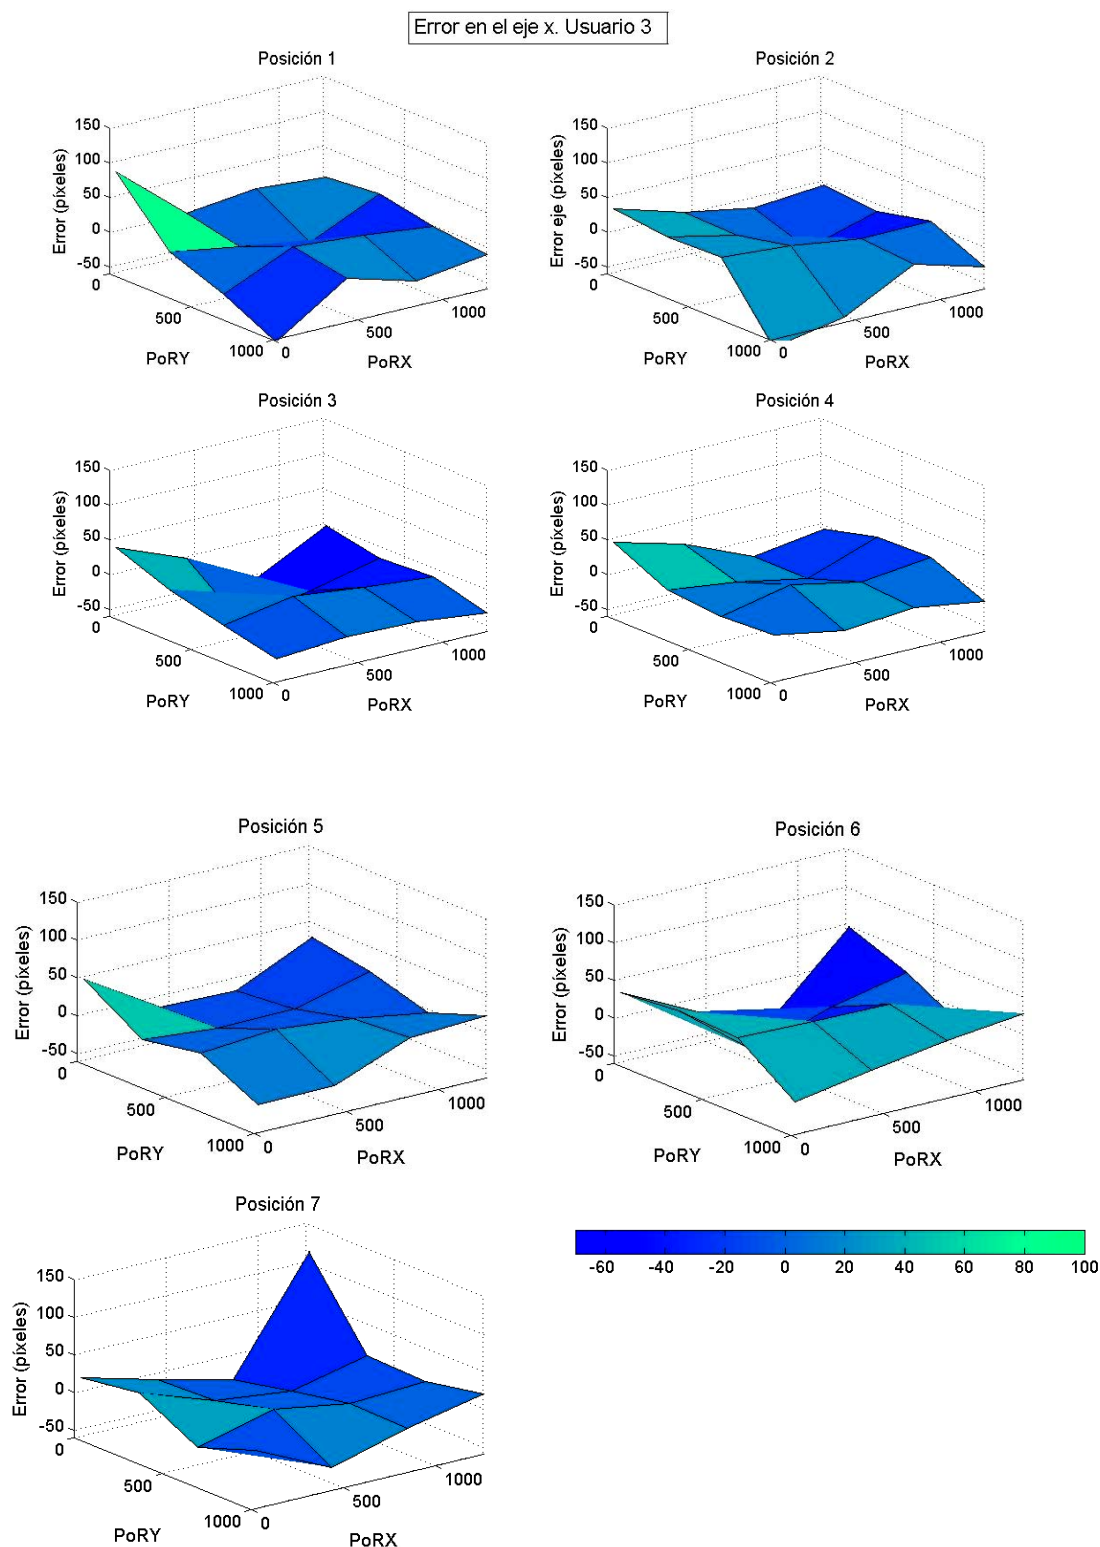 Error en el eje x. Usuario 3
Posición 1
Error (píxeles)
150
100
50
0
-50
0
500
1000
PoRY
0
500
1000
PoRX
Posición 2
Error eje (píxeles)
150
100
50
0
-50
0
500
1000
PoRY
0
500
1000
PoRX
Posición 3
Error (píxeles)
150
100
50
0
-50
0
500
1000
PoRY
0
500
1000
PoRX
Posición 4
Error (píxeles)
150
100
50
0
-50
0
500
1000
PoRY
0
500
1000
PoRX
Posición 5
Error (píxeles)
150
100
50
0
-50
0
500
1000
PoRY
0
500
1000
PoRX
Posición 6
Error (píxeles)
150
100
50
0
-50
0
500
1000
PoRY
0
500
1000
PoRX
Posición 7
Error (píxeles)
150
100
50
0
-50
0
500
1000
PoRY
0
500
1000
PoRX
-60 -40 -20 0 20 40 60 80 100